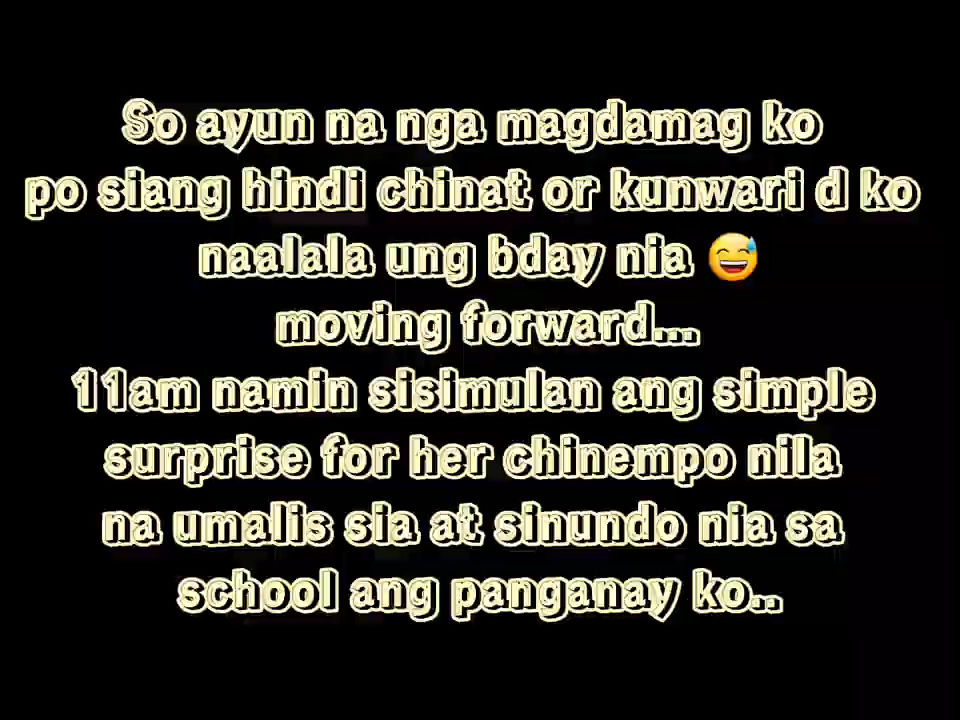 So ayun na nga magdamag ko
po siang hindi chinat or kunwari d ko
naalala ung bday nia 😅
moving forward...
11am namin sisimulan ang simple
surprise for her chinempo nila
na umalis sia at sinundo nia sa
school ang panganay ko..